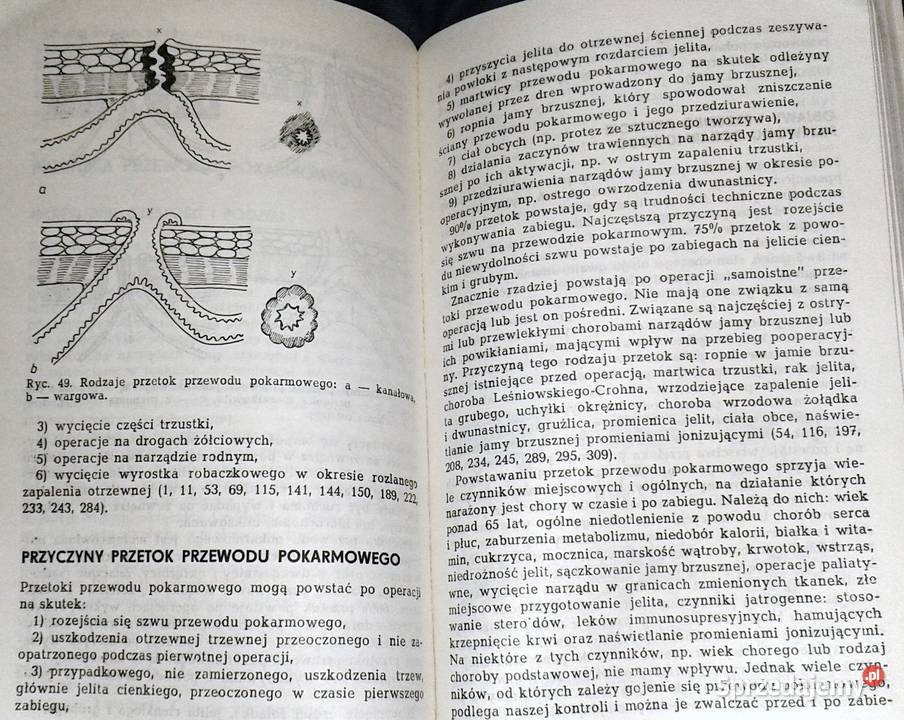 x
x
a
y
y
b
Ryc. 49. Rodzaje przetok przewodu pokarmowego: a — kanałowa,
b — wargowa.
3) wycięcie części trzustki,
4) operacje na drogach żółciowych,
5) operacje na narządzie rodnym,
6) wycięcie wyrostka robaczkowego w okresie rozlanego
zapalenia otrzewnej (1, 11, 53, 69, 115, 141, 144, 150, 189, 222,
233, 243, 284).
PRZYCZYNY PRZETOK PRZEWODU POKARMOWEGO
Przetoki przewodu pokarmowego mogą powstać po operacji
na skutek:
1) rozejścia się szwu przewodu pokarmowego,
2) uszkodzenia otrzewnej trzewnej przeoczonego i nie za-
opatrzonego podczas pierwotnej operacji,
3) przypadkowego, nie zamierzonego, uszkodzenia trzew,
głównie jelita cienkiego, przeoczonego w czasie pierwszego
zabiegu,
4) przyszycia jelita do otrzewnej ściennej podczas zeszywa-
nia powłoki z następowym rozdarciem jelita,
5) martwicy przewodu pokarmowego na skutek odleżyny
wywołanej przez dren wprowadzony do jamy brzusznej,
6) ropnia jamy brzusznej, który spowodował zniszczenie
ściany przewodu pokarmowego i jego przedziurawienie,
7) ciał obcych (np. protez ze sztucznego tworzywa),
8) działania zaczynów trawiennych na narządy jamy brzu-
sznej po ich aktywacji, np. w ostrym zapaleniu trzustki,
9) przedziurawienia narządów jamy brzusznej w okresie po-
operacyjnym, np. ostrego owrzodzenia dwunastnicy.
90% przetok powstaje, gdy są trudności techniczne podczas
wykonywania zabiegu. Najczęstszą przyczyną jest rozejście
się szwu na przewodzie pokarmowym. 75% przetok z powo-
du niewydolności szwu powstaje po zabiegach na jelicie cien-
kim i grubym.
Znacznie rzadziej powstają po operacji „samoistne" prze-
toki przewodu pokarmowego. Nie mają one związku z samą
operacją lub jest on pośredni. Związane są najczęściej z ostry-
mi lub przewlekłymi chorobami narządów jamy brzusznej lub
ich powikłaniami, mającymi wpływ na przebieg pooperacyj-
ny. Przyczyną tego rodzaju przetok są: ropnie w jamie brzu-
sznej istniejące przed operacją, martwica trzustki, rak jelita,
choroba Leśniowskiego-Crohna, wrzodziejące zapalenie jeli-
ta grubego, uchyłki okrężnicy, choroba wrzodowa żołądka
i dwunastnicy, gruźlica, promienica jelit, ciała obce, naświe-
tlanie jamy brzusznej promieniami jonizującymi (54, 116, 197,
208, 234, 245, 289, 295, 309).
Powstawaniu przetok przewodu pokarmowego sprzyja wie-
le czynników miejscowych i ogólnych, na działanie których
narażony jest chory w czasie i po zabiegu. Należą do nich: wiek
ponad 65 lat, ogólne niedotlenienie z powodu chorób serca
i płuc, zaburzenia metabolizmu, niedobór kalorii, białka i wita-
min, cukrzyca, mocznica, marskość wątroby, krwotok, wstrząs,
niedrożność jelit, sączkowanie jamy brzusznej, operacje paliaty-
wne, wycięcie narządu w granicach zmienionych tkanek, złe
miejscowe przygotowanie jelita, czynniki jatrogenne: stoso-
wanie sterodów, leków immunosupresyjnych, hamujących
krzepnięcie krwi oraz naświetlanie promieniami jonizującymi.
Na niektóre z tych czynników, np. wiek chorego lub rodzaj
choroby podstawowej, nie mamy wpływu. Jednak wiele czyn-
ników, od których zależy gojenie się
podlega naszej kontroli i można je zwalczać przed i po zabie-
Sprzedajemy.pl